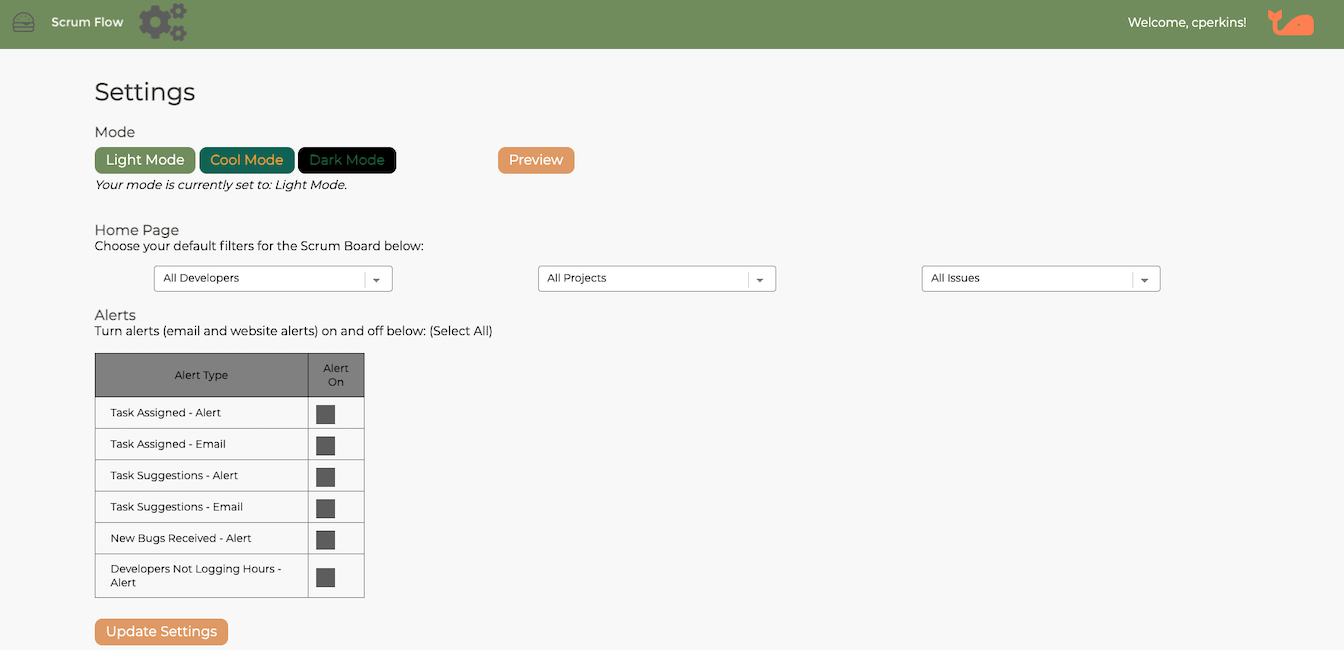 Scrum Flow
Welcome, cperkins!
Settings
Mode
Light Mode
Cool Mode
Dark Mode
Preview
Your mode is currently set to: Light Mode.
Home Page
Choose your default filters for the Scrum Board below:
All Developers
All Projects
All Issues
Alerts
Turn alerts (email and website alerts) on and off below: (Select All)
Alert Type
Alert
On
Task Assigned - Alert
Task Assigned - Email
Task Suggestions - Alert
Task Suggestions - Email
New Bugs Received - Alert
Developers Not Logging Hours -
Alert
Update Settings